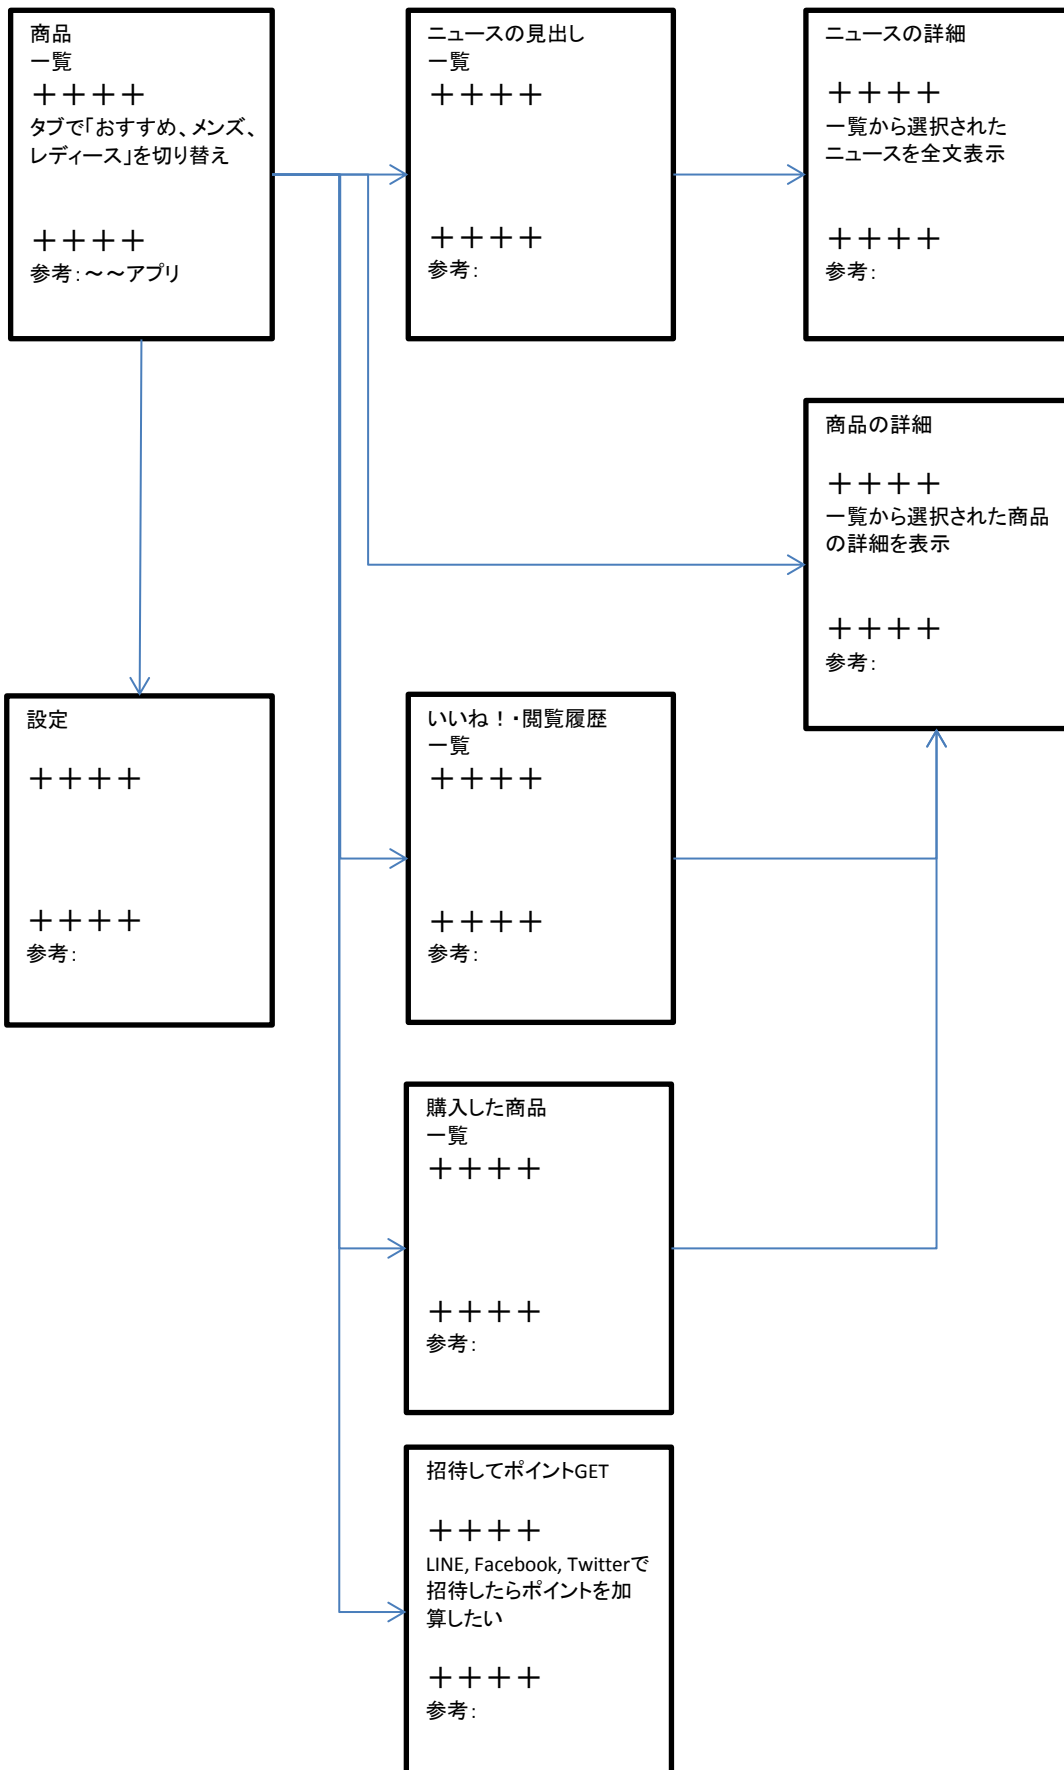 商品
一覧
++++
タブで「おすすめ、メンズ、
レディース」を切り替え
++++
参考：～～アプリ
ニュースの見出し
一覧
++++
++++
参考：
ニュースの詳細
++++
一覧から選択された
ニュースを全文表示
++++
参考：
商品の詳細
++++
一覧から選択された商品
の詳細を表示
++++
参考：
設定
++++
++++
参考：
いいね！・閲覧履歴
一覧
++++
++++
参考：
購入した商品
一覧
++++
++++
参考：
招待してポイントGET
++++
LINE, Facebook, Twitterで
招待したらポイントを加
算したい
++++
参考：